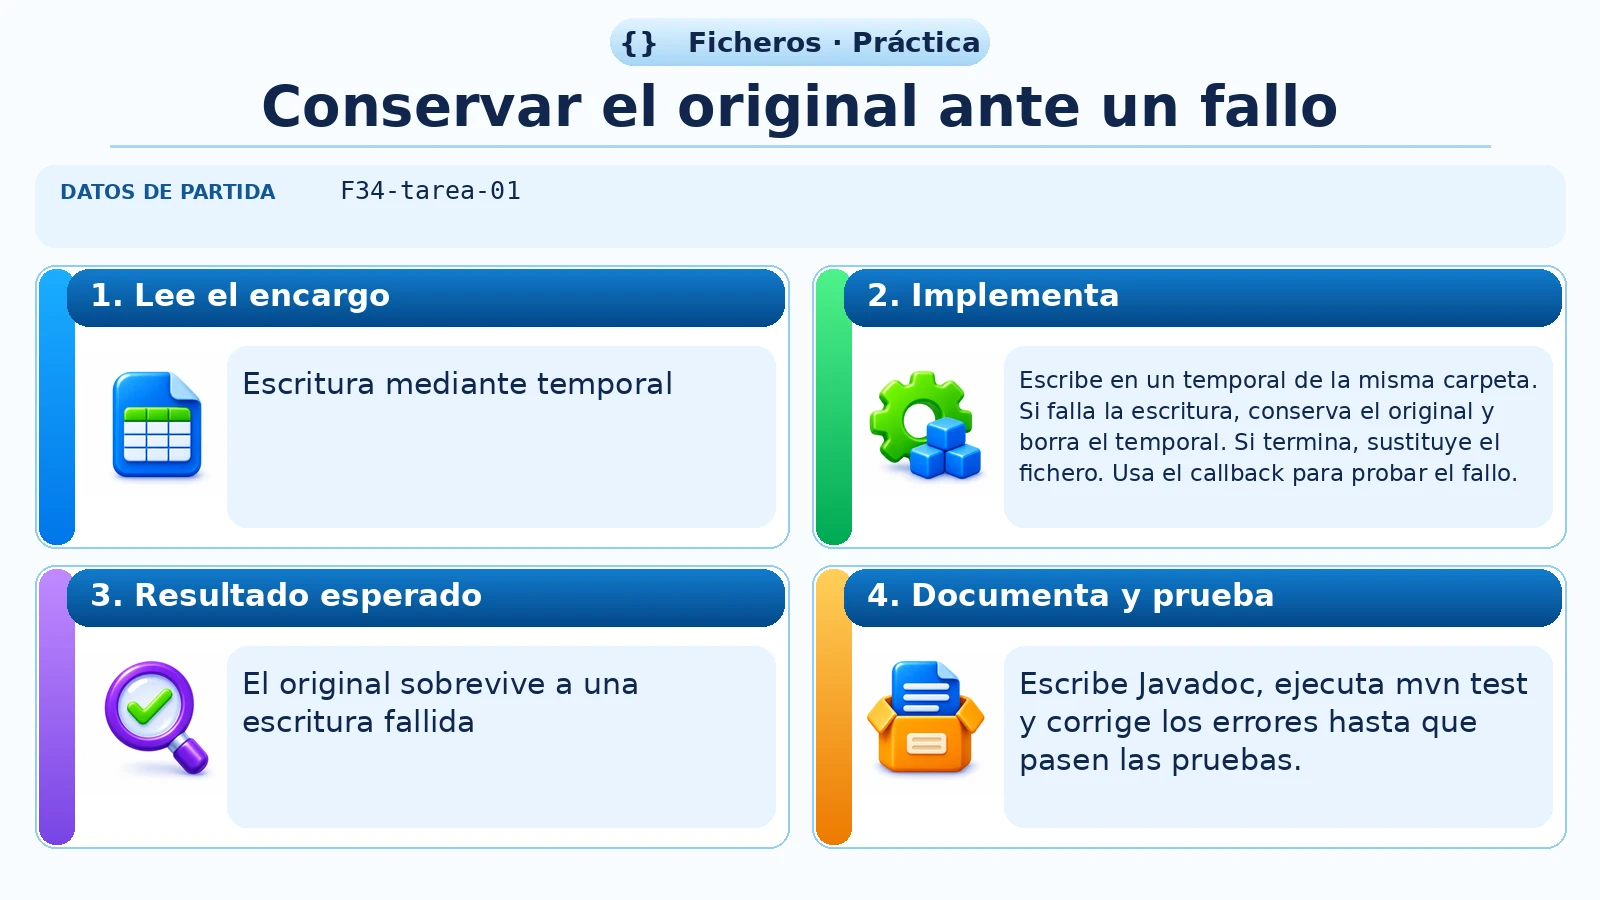 {} Ficheros · Práctica
Conservar el original ante un fallo
DATOS DE PARTIDA F34-tarea-01
1. Lee el encargo
Escritura mediante temporal
2. Implementa
Escribe en un temporal de la misma carpeta.
Si falla la escritura, conserva el original y
borra el temporal. Si termina, sustituye el
fichero. Usa el callback para probar el fallo.
3. Resultado esperado
El original sobrevive a una
escritura fallida
4. Documenta y prueba
Escribe Javadoc, ejecuta mvn test
y corrige los errores hasta que
pasen las pruebas.